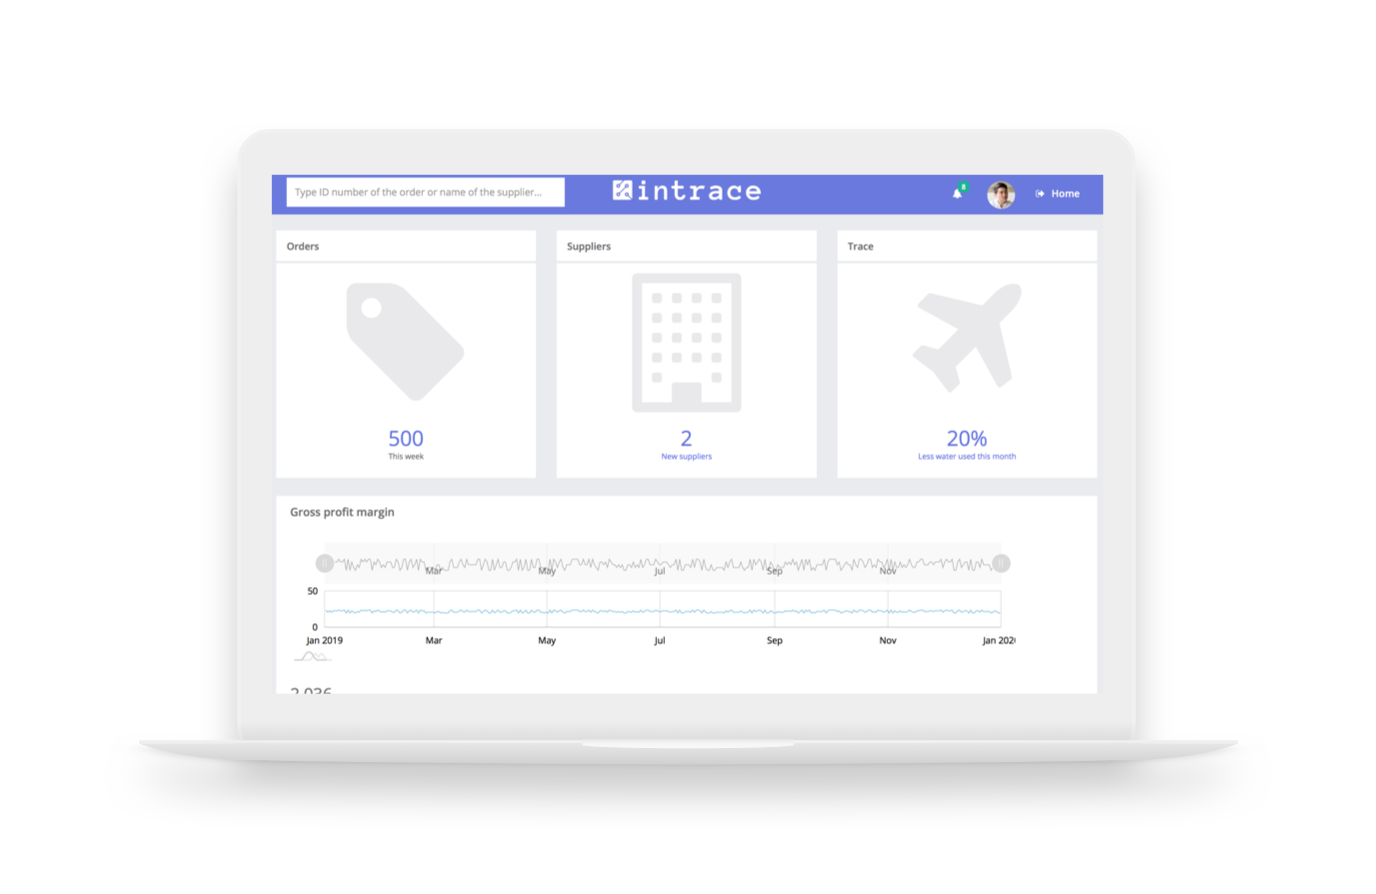 Type ID number of the order or name of the supplier...
intrace
8
Home
Orders
Suppliers
Trace
500
This week
2
New suppliers
20%
Less water used this month
Gross profit margin
Mar
May
Jul
Sep
Nov
50
0
Jan 2019
Mar
May
Jul
Sep
Nov
Jan 202
2,036